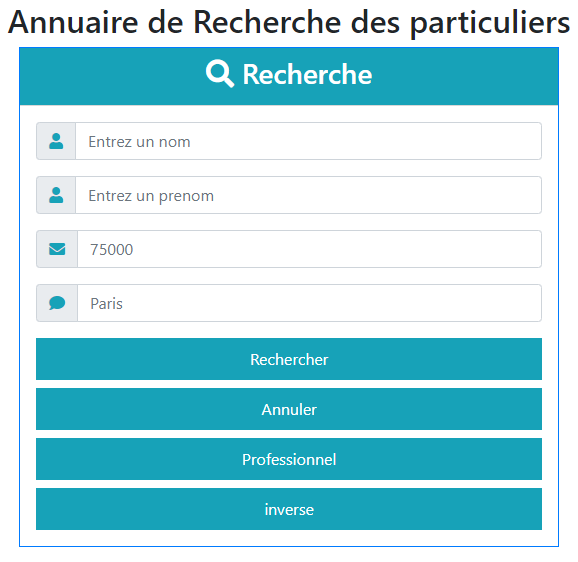 Annuaire de Recherche des particuliers
Recherche
Entrez un nom
Entrez un prenom
75000
Paris
Rechercher
Annuler
Professionnel
inverse